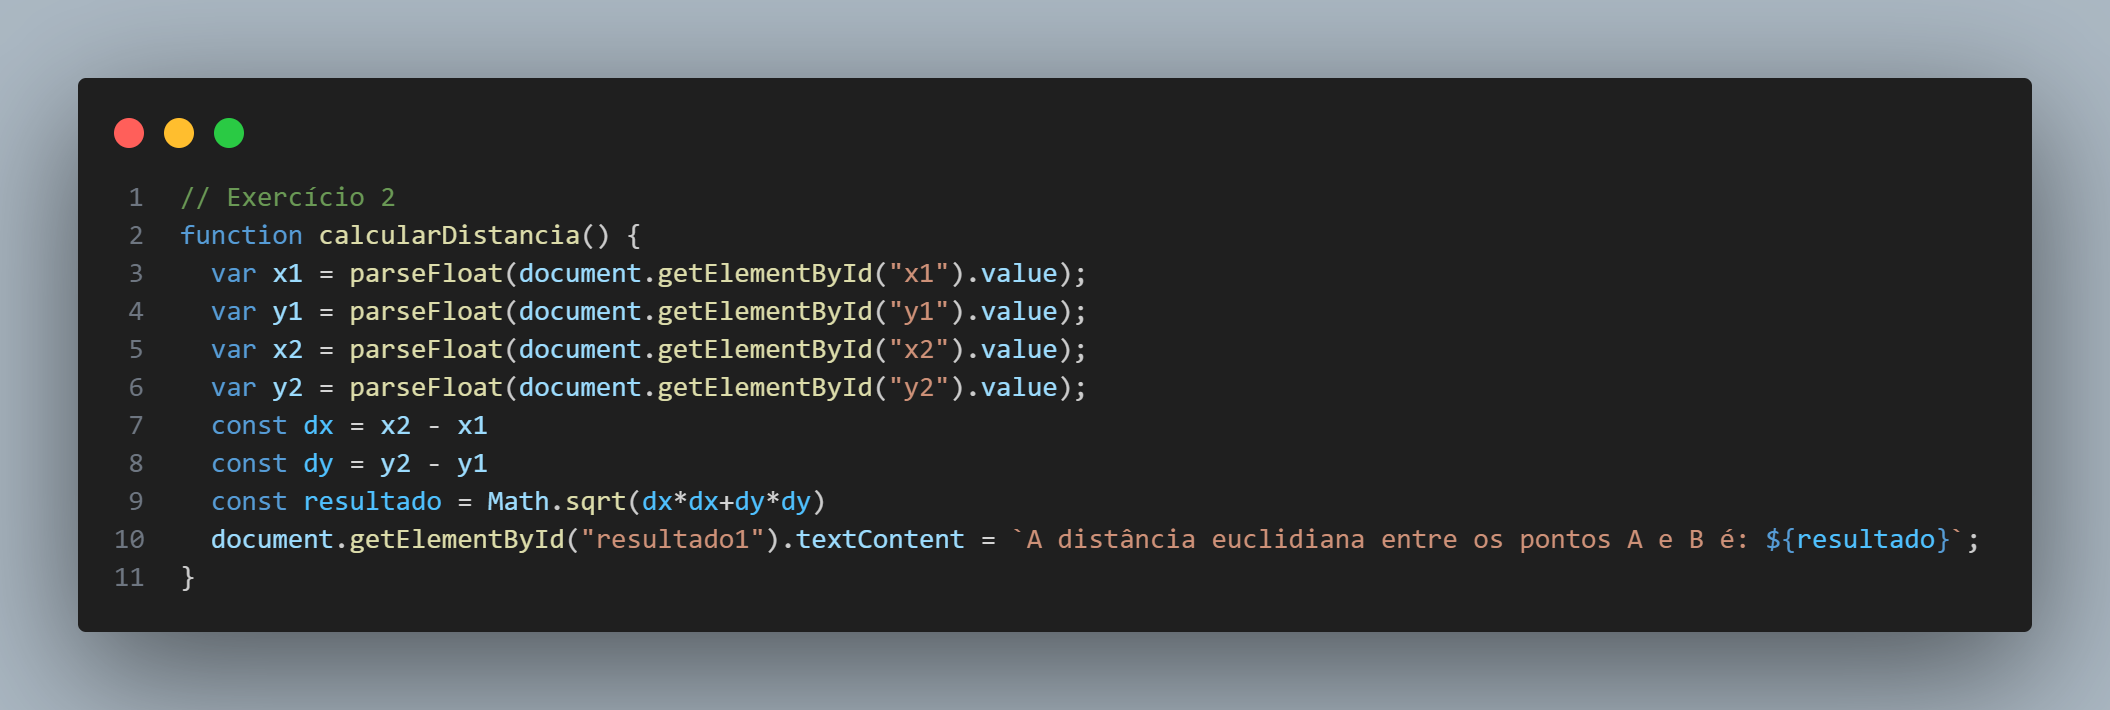 1 // Exercício 2
2 function calcularDistancia() {
3 var x1 = parseFloat(document.getElementById("x1").value);
4 var y1 = parseFloat(document.getElementById("y1").value);
5 var x2 = parseFloat(document.getElementById("x2").value);
6 var y2 = parseFloat(document.getElementById("y2").value);
7 const dx = x2 - x1
8 const dy = y2 - y1
9 const resultado = Math.sqrt(dx*dx+dy*dy)
10 document.getElementById("resultado1").textContent = `A distância euclidiana entre os pontos A e B é: ${resultado}`;
11 }